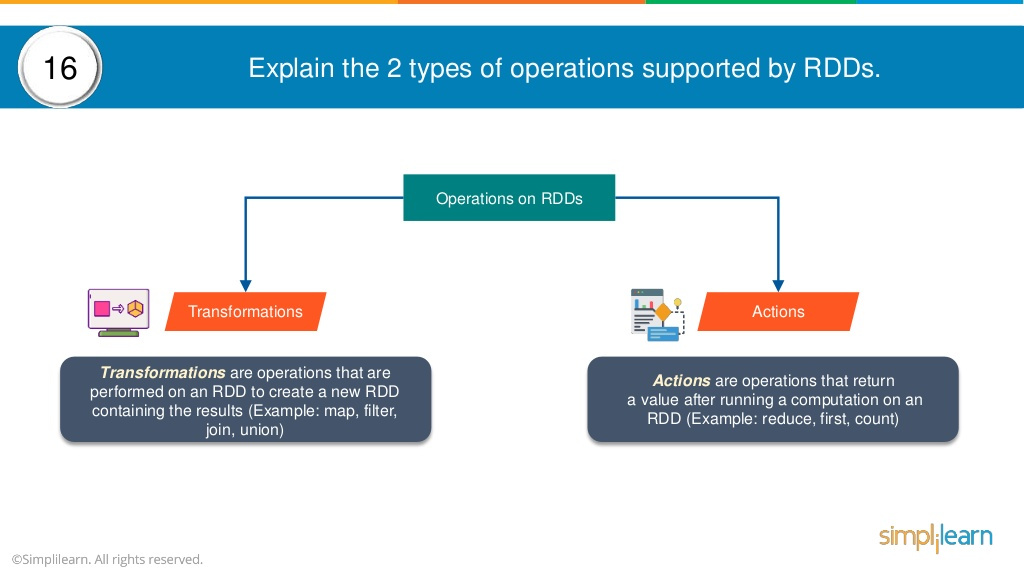 16
Explain the 2 types of operations supported by RDDs.
Operations on RDDs
Transformations
Actions
Transformations are operations that are
performed on an RDD to create a new RDD
containing the results (Example: map, filter,
join, union)
Actions are operations that return
a value after running a computation on an
RDD (Example: reduce, first, count)
simplilearn
©Simplilearn. All rights reserved.